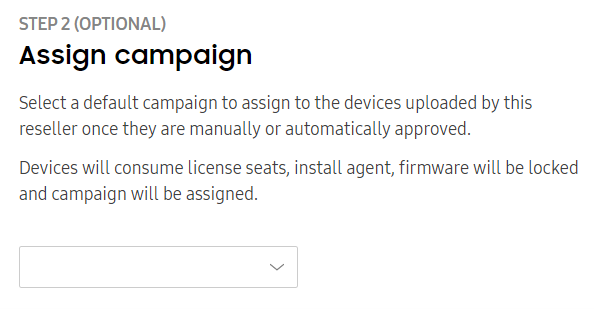 STEP 2 (OPTIONAL)
Assign campaign
Select a default campaign to assign to the devices uploaded by this
reseller once they are manually or automatically approved.
Devices will consume license seats, install agent, firmware will be locked
and campaign will be assigned.